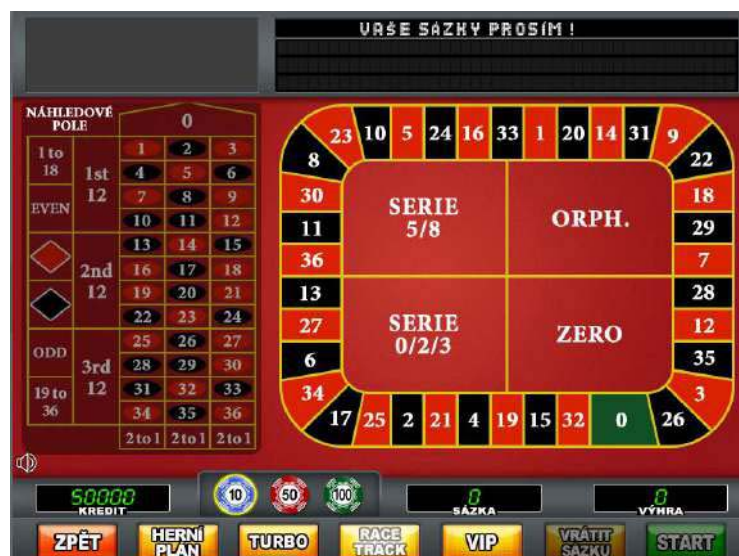 VAŠE SÁZKY PROSÍM !
NÁHLEDOVÉ
POLE
0
1 to
18
EVEN
ODD
19 to
36
1st
12
2nd
12
3rd
12
1 2 3
4 5 6
7 8 9
10 11 12
13 14 15
16 17 18
19 20 21
22 23 24
25 26 27
28 29 30
31 32 33
34 35 36
2 to 1 2 to 1 2 to 1
23 10 5 24 16 33 1 20 14 31 9
8 22
30 18
11 29
36 7
13 28
27 12
6 35
34 3
17 25 2 21 4 19 15 32 0 26
SERIE
5/8
ORPH.
SERIE
0/2/3
ZERO
50000
KREDIT
10 50 100
0
SÁZKA
0
VÝHRA
ZPĚT
HERNÍ
PLÁN
TURBO
RACE
TRACK
VIP
VRÁTIT
SÁZKU
START